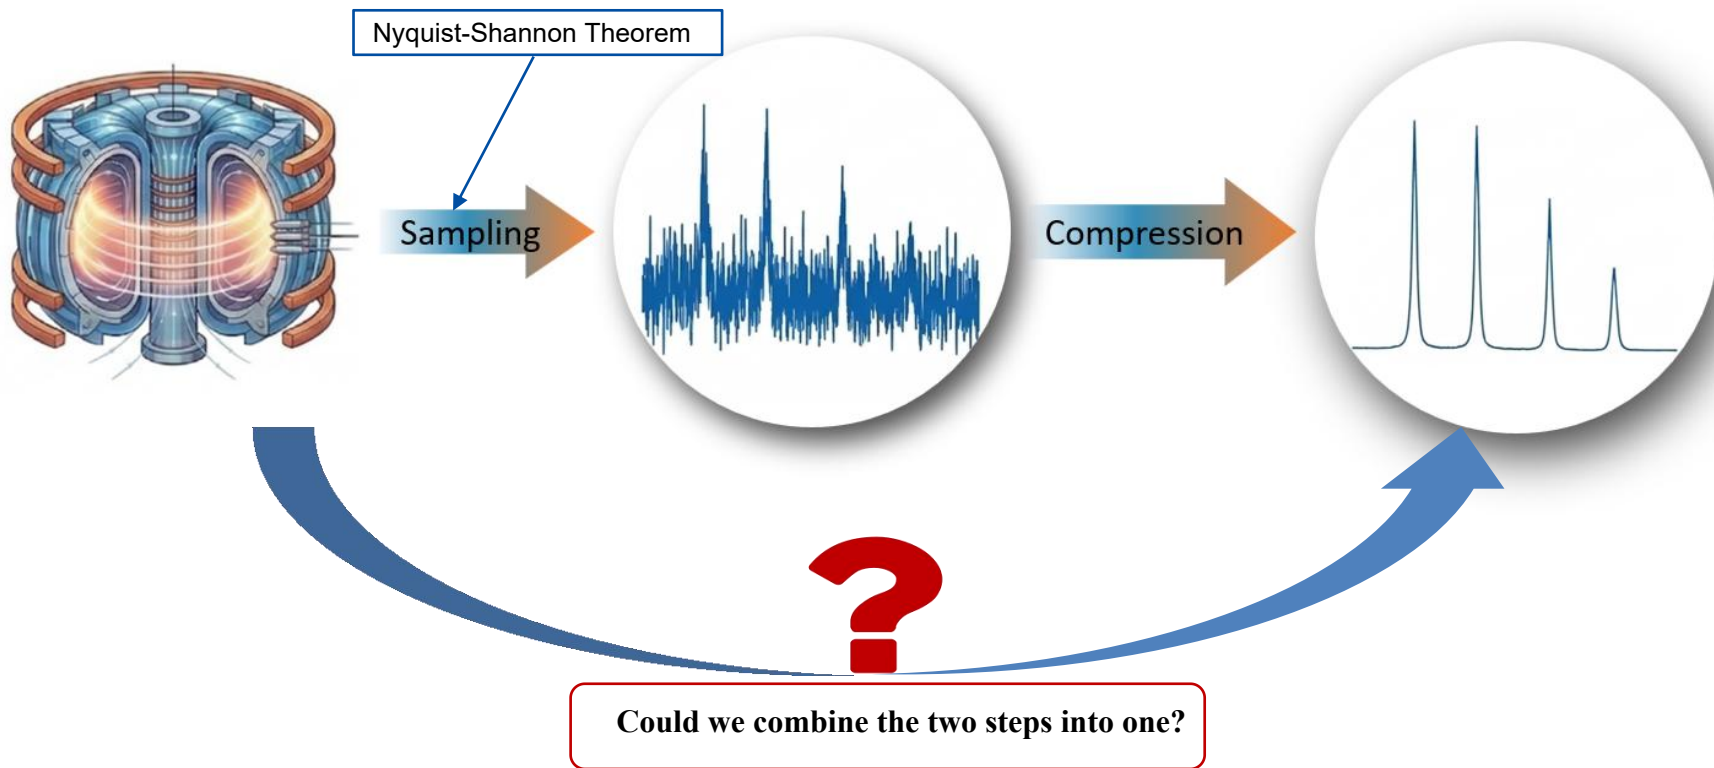 Nyquist-Shannon Theorem
Sampling
Compression
?
Could we combine the two steps into one?